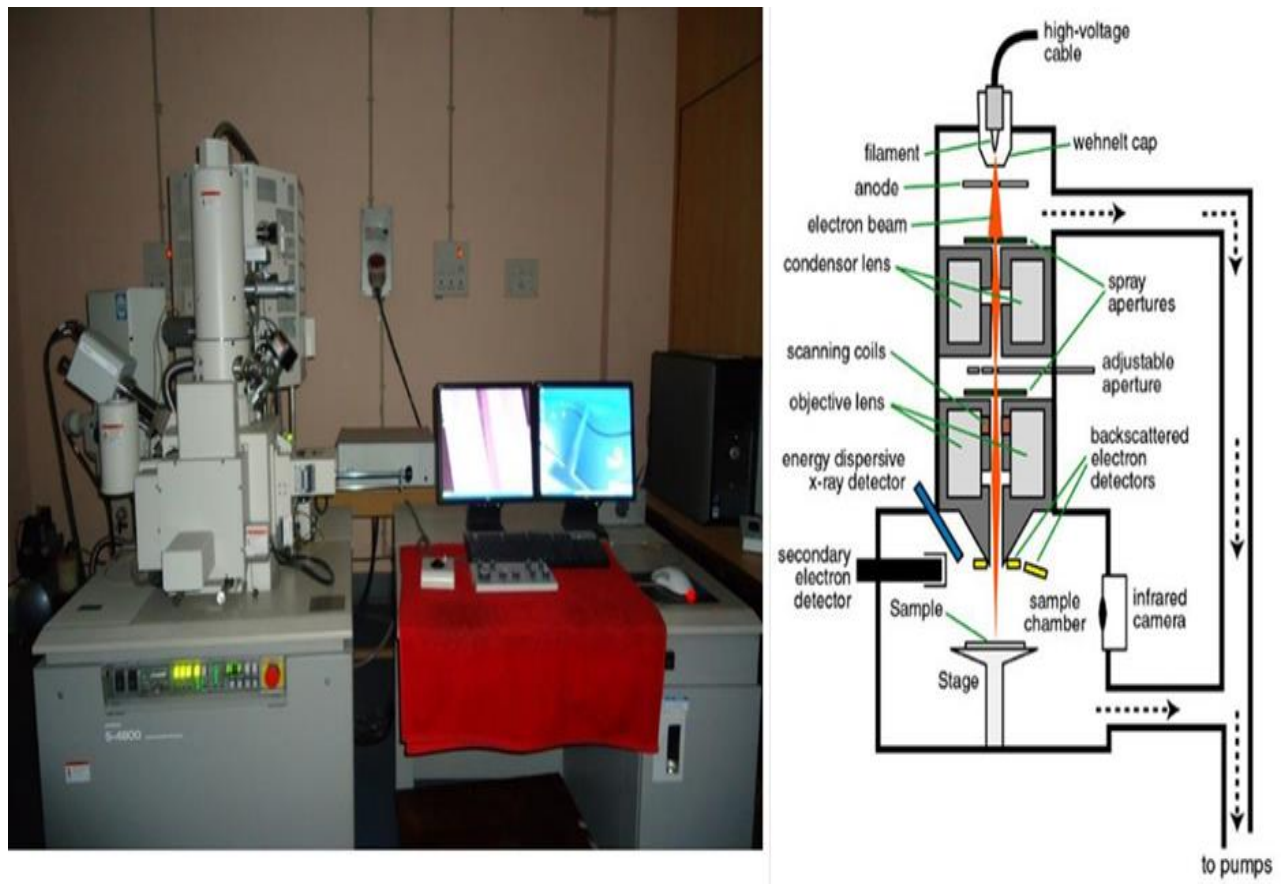 S-4800
high-voltage
cable
filament
wehnelt cap
anode
electron beam
condensor lens
spray
apertures
scanning coils
adjustable
aperture
objective lens
backscattered
electron
detectors
energy dispersive
x-ray detector
secondary
electron
detector
Sample
sample
chamber
infrared
camera
Stage
to pumps